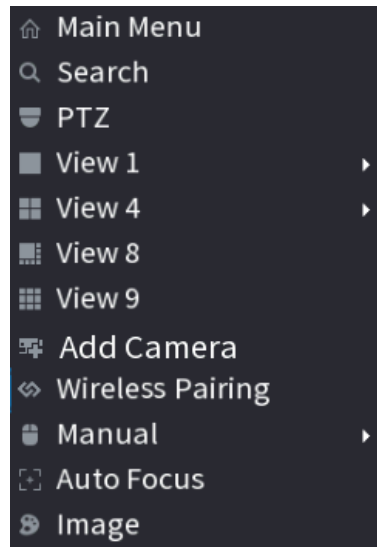 Main Menu
Search
PTZ
View 1
View 4
View 8
View 9
Add Camera
Wireless Pairing
Manual
Auto Focus
Image